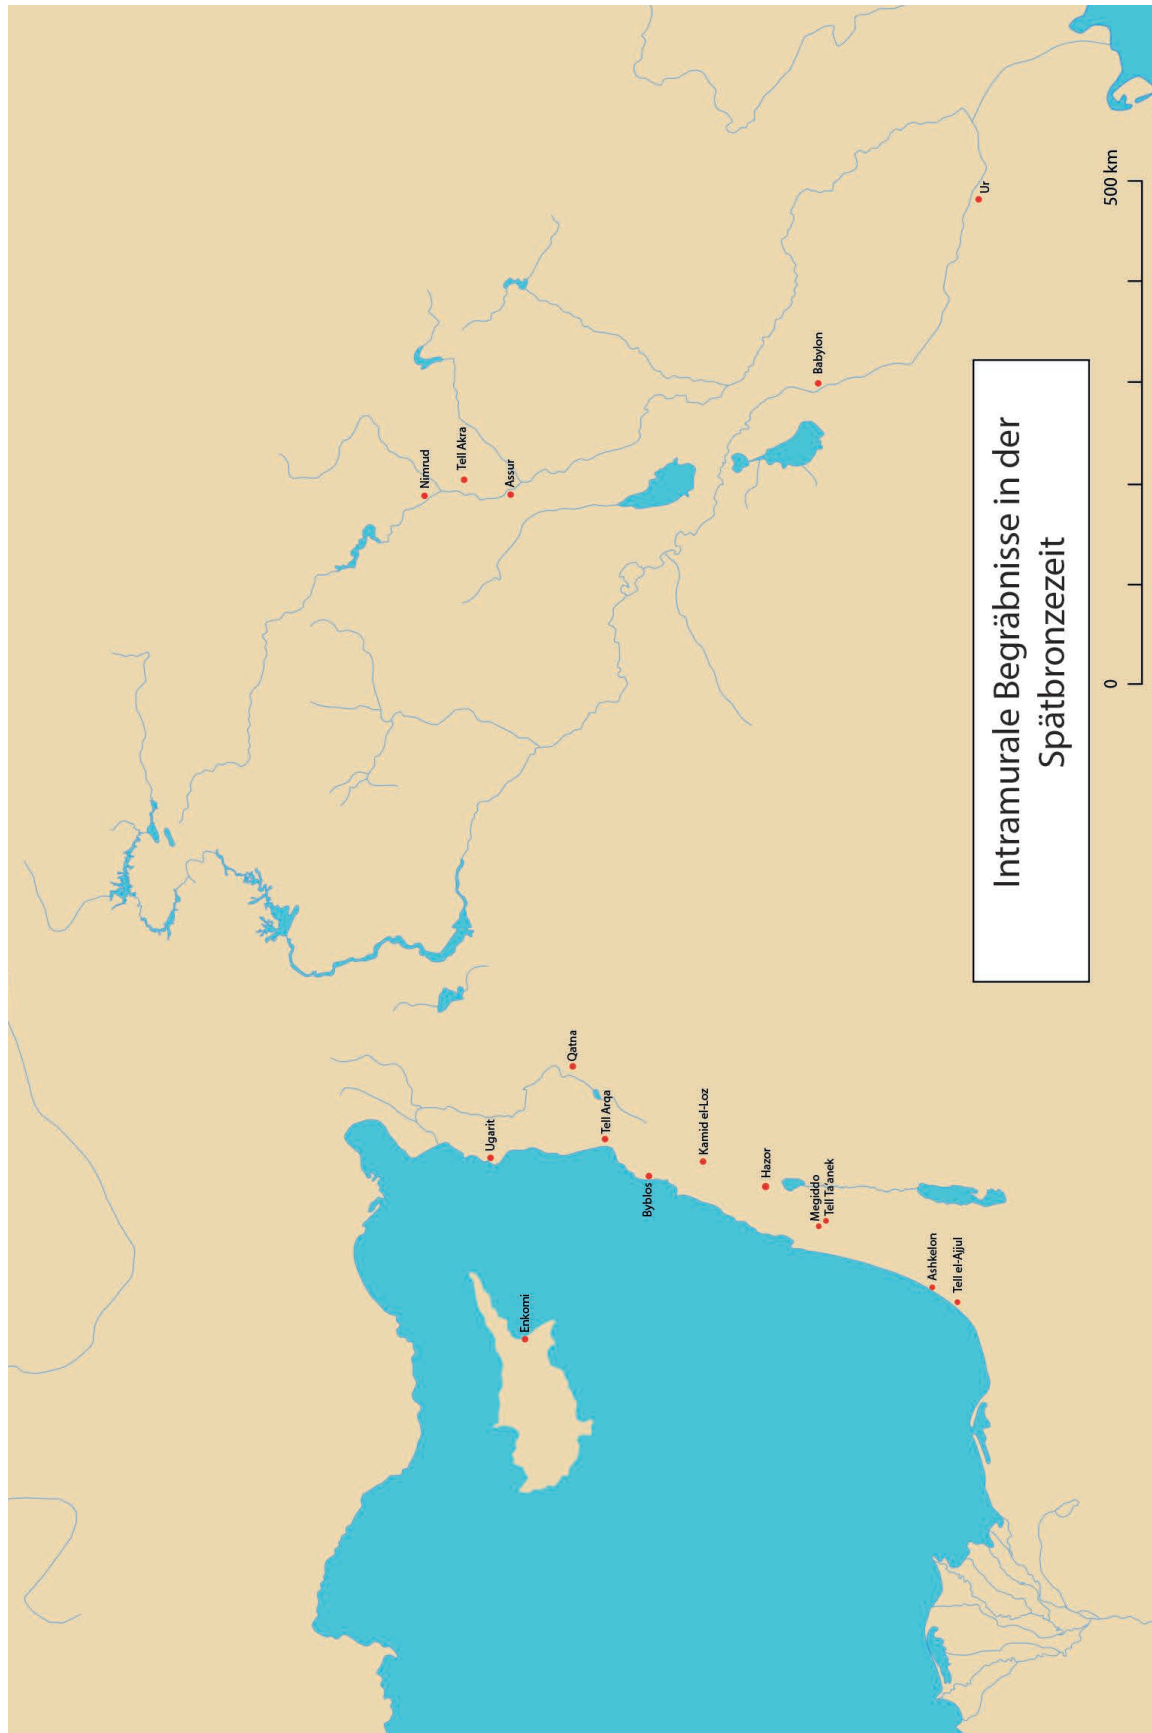 Nimrud
Tell Akra
Assur
Ugarit
Enkomi
Qatna
Tell Arqa
Byblos
Kamid el-Loz
Hazor
Megiddo
Tell Ta'anek
Babylon
Ashkelon
Tell el-Ajjul
Ur
Intramurale Begräbnisse in der
Spätbronzezeit
0
500 km